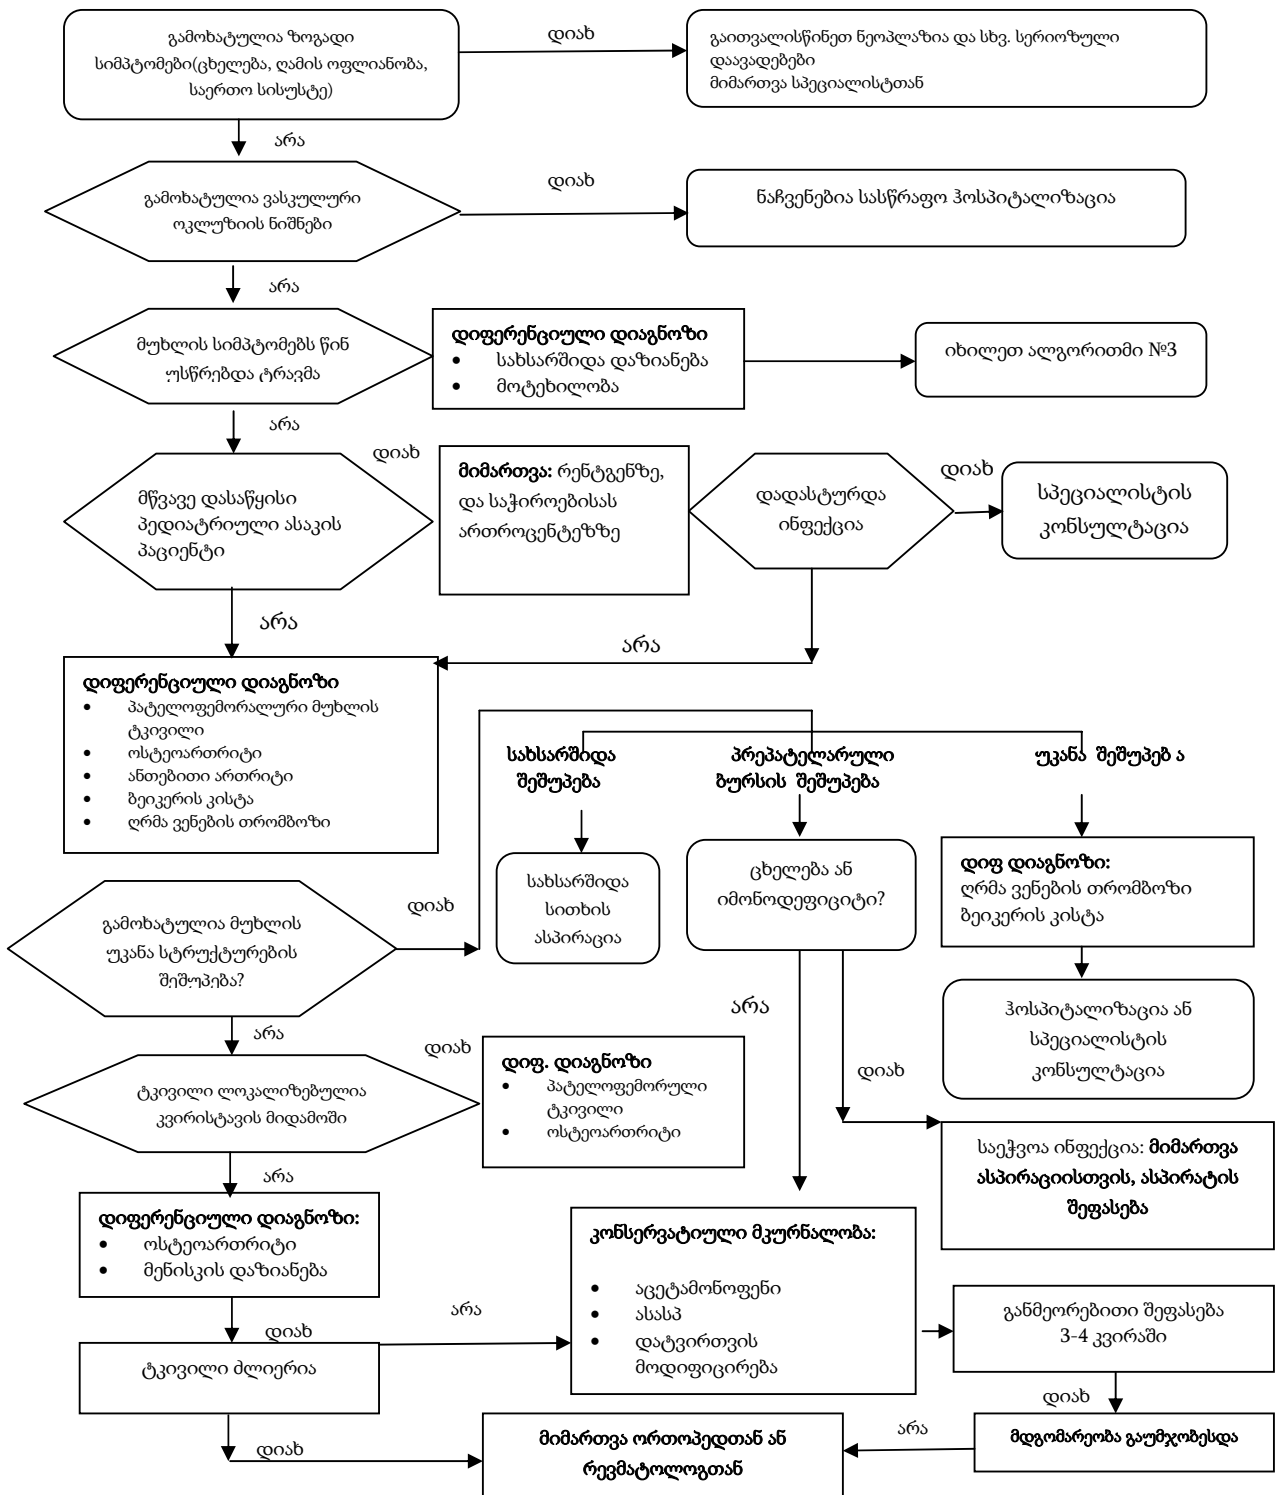 გამოხატულია ზოგადი
სიმპტომები(ცხელება, ღამის ოფლიანობა,
საერთო სისუსტე)
დიახ
გაითვალისწინეთ ნეოპლაზია და სხვ. სერიოზული
დაავადებები
მიმართვა სპეციალისტთან
არა
გამოხატულია ვასკულური
ოკლუზიის ნიშნები
დიახ
ნაჩვენებია სასწრაფო ჰოსპიტალიზაცია
არა
მუხლის სიმპტომებს წინ
უსწრებდა ტრავმა
დიფერენციული დიაგნოზი
• სახსარშიდა დაზიანება
• მოტეხილობა
იხილეთ ალგორითმი №3
არა
დიახ
მწვავე დასაწყისი
პედიატრიული ასაკის
პაციენტი
მიმართვა: რენტგენზე,
და საჭიროებისას
ართროცენტეზზე
დადასტურდა
ინფექცია
დიახ
სპეციალისტის
კონსულტაცია
არა
არა
დიფერენციული დიაგნოზი
• პატელოფემორალური მუხლის
ტკივილი
• ოსტეოართრიტი
• ანთებითი ართრიტი
• ბეიკერის კისტა
• ღრმა ვენების თრომბოზი
სახსარშიდა
შეშუპება
პრეპატელარული
ბურსის შეშუპება
უკანა შეშუპებ ა
სახსარშიდა
სითხის
ასპირაცია
ცხელება ან
იმონოდეფიციტი?
დიფ დიაგნოზი:
ღრმა ვენების თრომბოზი
ბეიკერის კისტა
გამოხატულია მუხლის
უკანა სტრუქტურების
შეშუპება?
დიახ
ჰოსპიტალიზაცია ან
სპეციალისტის
კონსულტაცია
არა
არა
დიახ
ტკივილი ლოკალიზებულია
კვირისტავის მიდამოში
დიახ
დიფ. დიაგნოზი
• პატელოფემორული
ტკივილი
• ოსტეოართრიტი
საეჭვოა ინფექცია: მიმართვა
ასპირაციისთვის, ასპირატის
შეფასება
არა
დიფერენციული დიაგნოზი:
• ოსტეოართრიტი
• მენისკის დაზიანება
კონსერვატიული მკურნალობა:
• აცეტამონოფენი
• ასასპ
• დატვირთვის
მოდიფიცირება
განმეორებითი შეფასება
3-4 კვირაში
დიახ
არა
ტკივილი ძლიერია
დიახ
მდგომარეობა გაუმჯობესდა
არა
დიახ
მიმართვა ორთოპედთან ან
რევმატოლოგთან